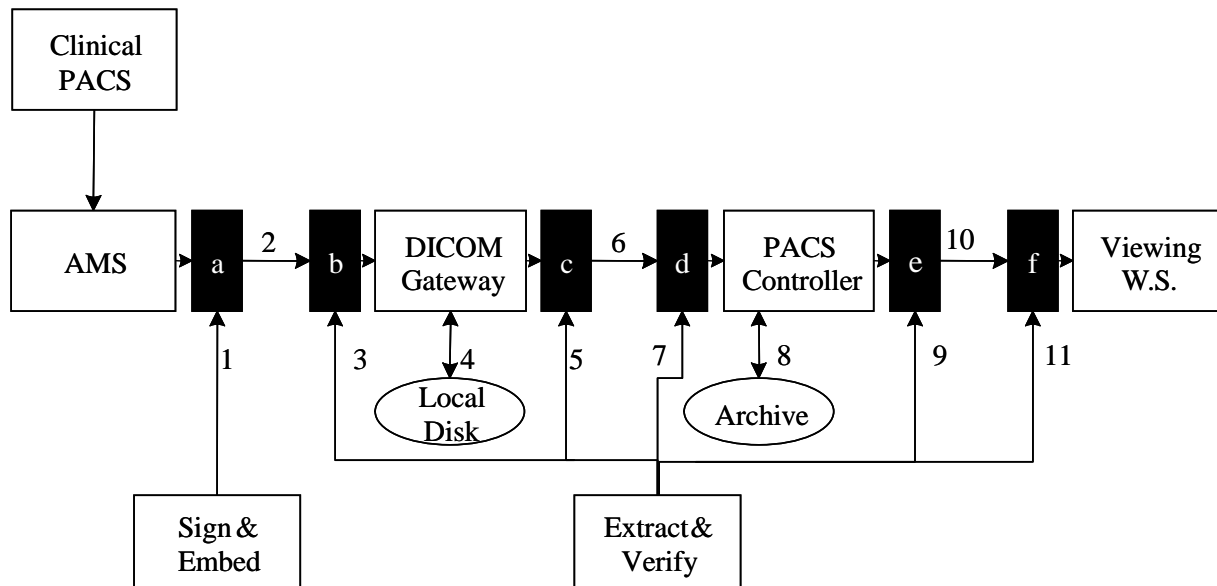 Clinical
PACS
AMS
a
2
b
DICOM
Gateway
c
6
d
PACS
Controller
e
10
f
Viewing
W.S.
1
3
4
5
7
8
9
11
Local
Disk
Archive
Sign &
Embed
Extract &
Verify